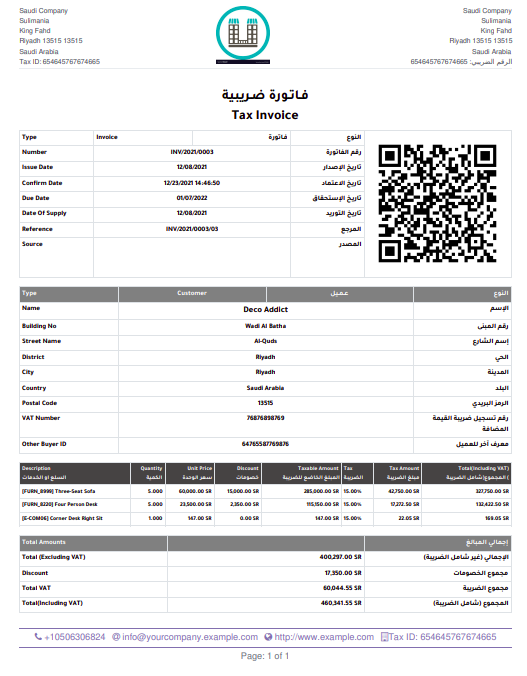 Saudi Company
Sulimania
King Fahd
Riyadh 13515 13515
Saudi Arabia
Tax ID: 654645767674665
Saudi Company
Sulimania
King Fahd
Riyadh 13515 13515
Saudi Arabia
الرقم الضريبي: 654645767674665
فاتورة ضريبية
Tax Invoice
Type Invoice فاتورة النوع
Number INV/2021/0003 رقم الفاتورة
Issue Date 12/08/2021 تاريخ الإصدار
Confirm Date 12/23/2021 14:46:50 تاريخ الاعتماد
Due Date 01/07/2022 تاريخ الإستحقاق
Date Of Supply 12/08/2021 تاريخ التوريد
Reference INV/2021/0003/03 المرجع
Source المصدر
Type Customer عميل النوع
Name Deco Addict الإسم
Building No Wadi Al Batha رقم المبنى
Street Name Al-Quds إسم الشارع
District Riyadh الحي
City Riyadh المدينة
Country Saudi Arabia البلد
Postal Code 13515 الرمز البريدي
VAT Number 76876898769 رقم تسجيل ضريبة القيمة المضافة
Other Buyer ID 64765587769876 معرف آخر للعميل
Description Quantity Unit Price Discount Taxable Amount Tax Tax Amount Total(Including VAT)
السلع او الخدمات الكمية سعر الوحدة خصومات المبلغ الخاضع للضريبة الضريبة مبلغ الضريبة المجموع(شامل الضريبة )
[FURN_8999] Three-Seat Sofa 5.000 60,000.00 SR 15,000.00 SR 285,000.00 SR 15.00% 42,750.00 SR 327,750.00 SR
[FURN_8220] Four Person Desk 5.000 23,500.00 SR 2,350.00 SR 115,150.00 SR 15.00% 17,272.50 SR 132,422.50 SR
[E-COM06] Corner Desk Right Sit 1.000 147.00 SR 0.00 SR 147.00 SR 15.00% 22.05 SR 169.05 SR
Total Amounts إجمالي المبالغ
Total (Excluding VAT) 400,297.00 SR الإجمالي (غير شامل الضريبة)
Discount 17,350.00 SR مجموع الخصومات
Total VAT 60,044.55 SR مجموع الضريبة
Total(Including VAT) 460,341.55 SR المجموع (شامل الضريبة)
+10506306824 info@yourcompany.example.com http://www.example.com Tax ID: 654645767674665
Page: 1 of 1